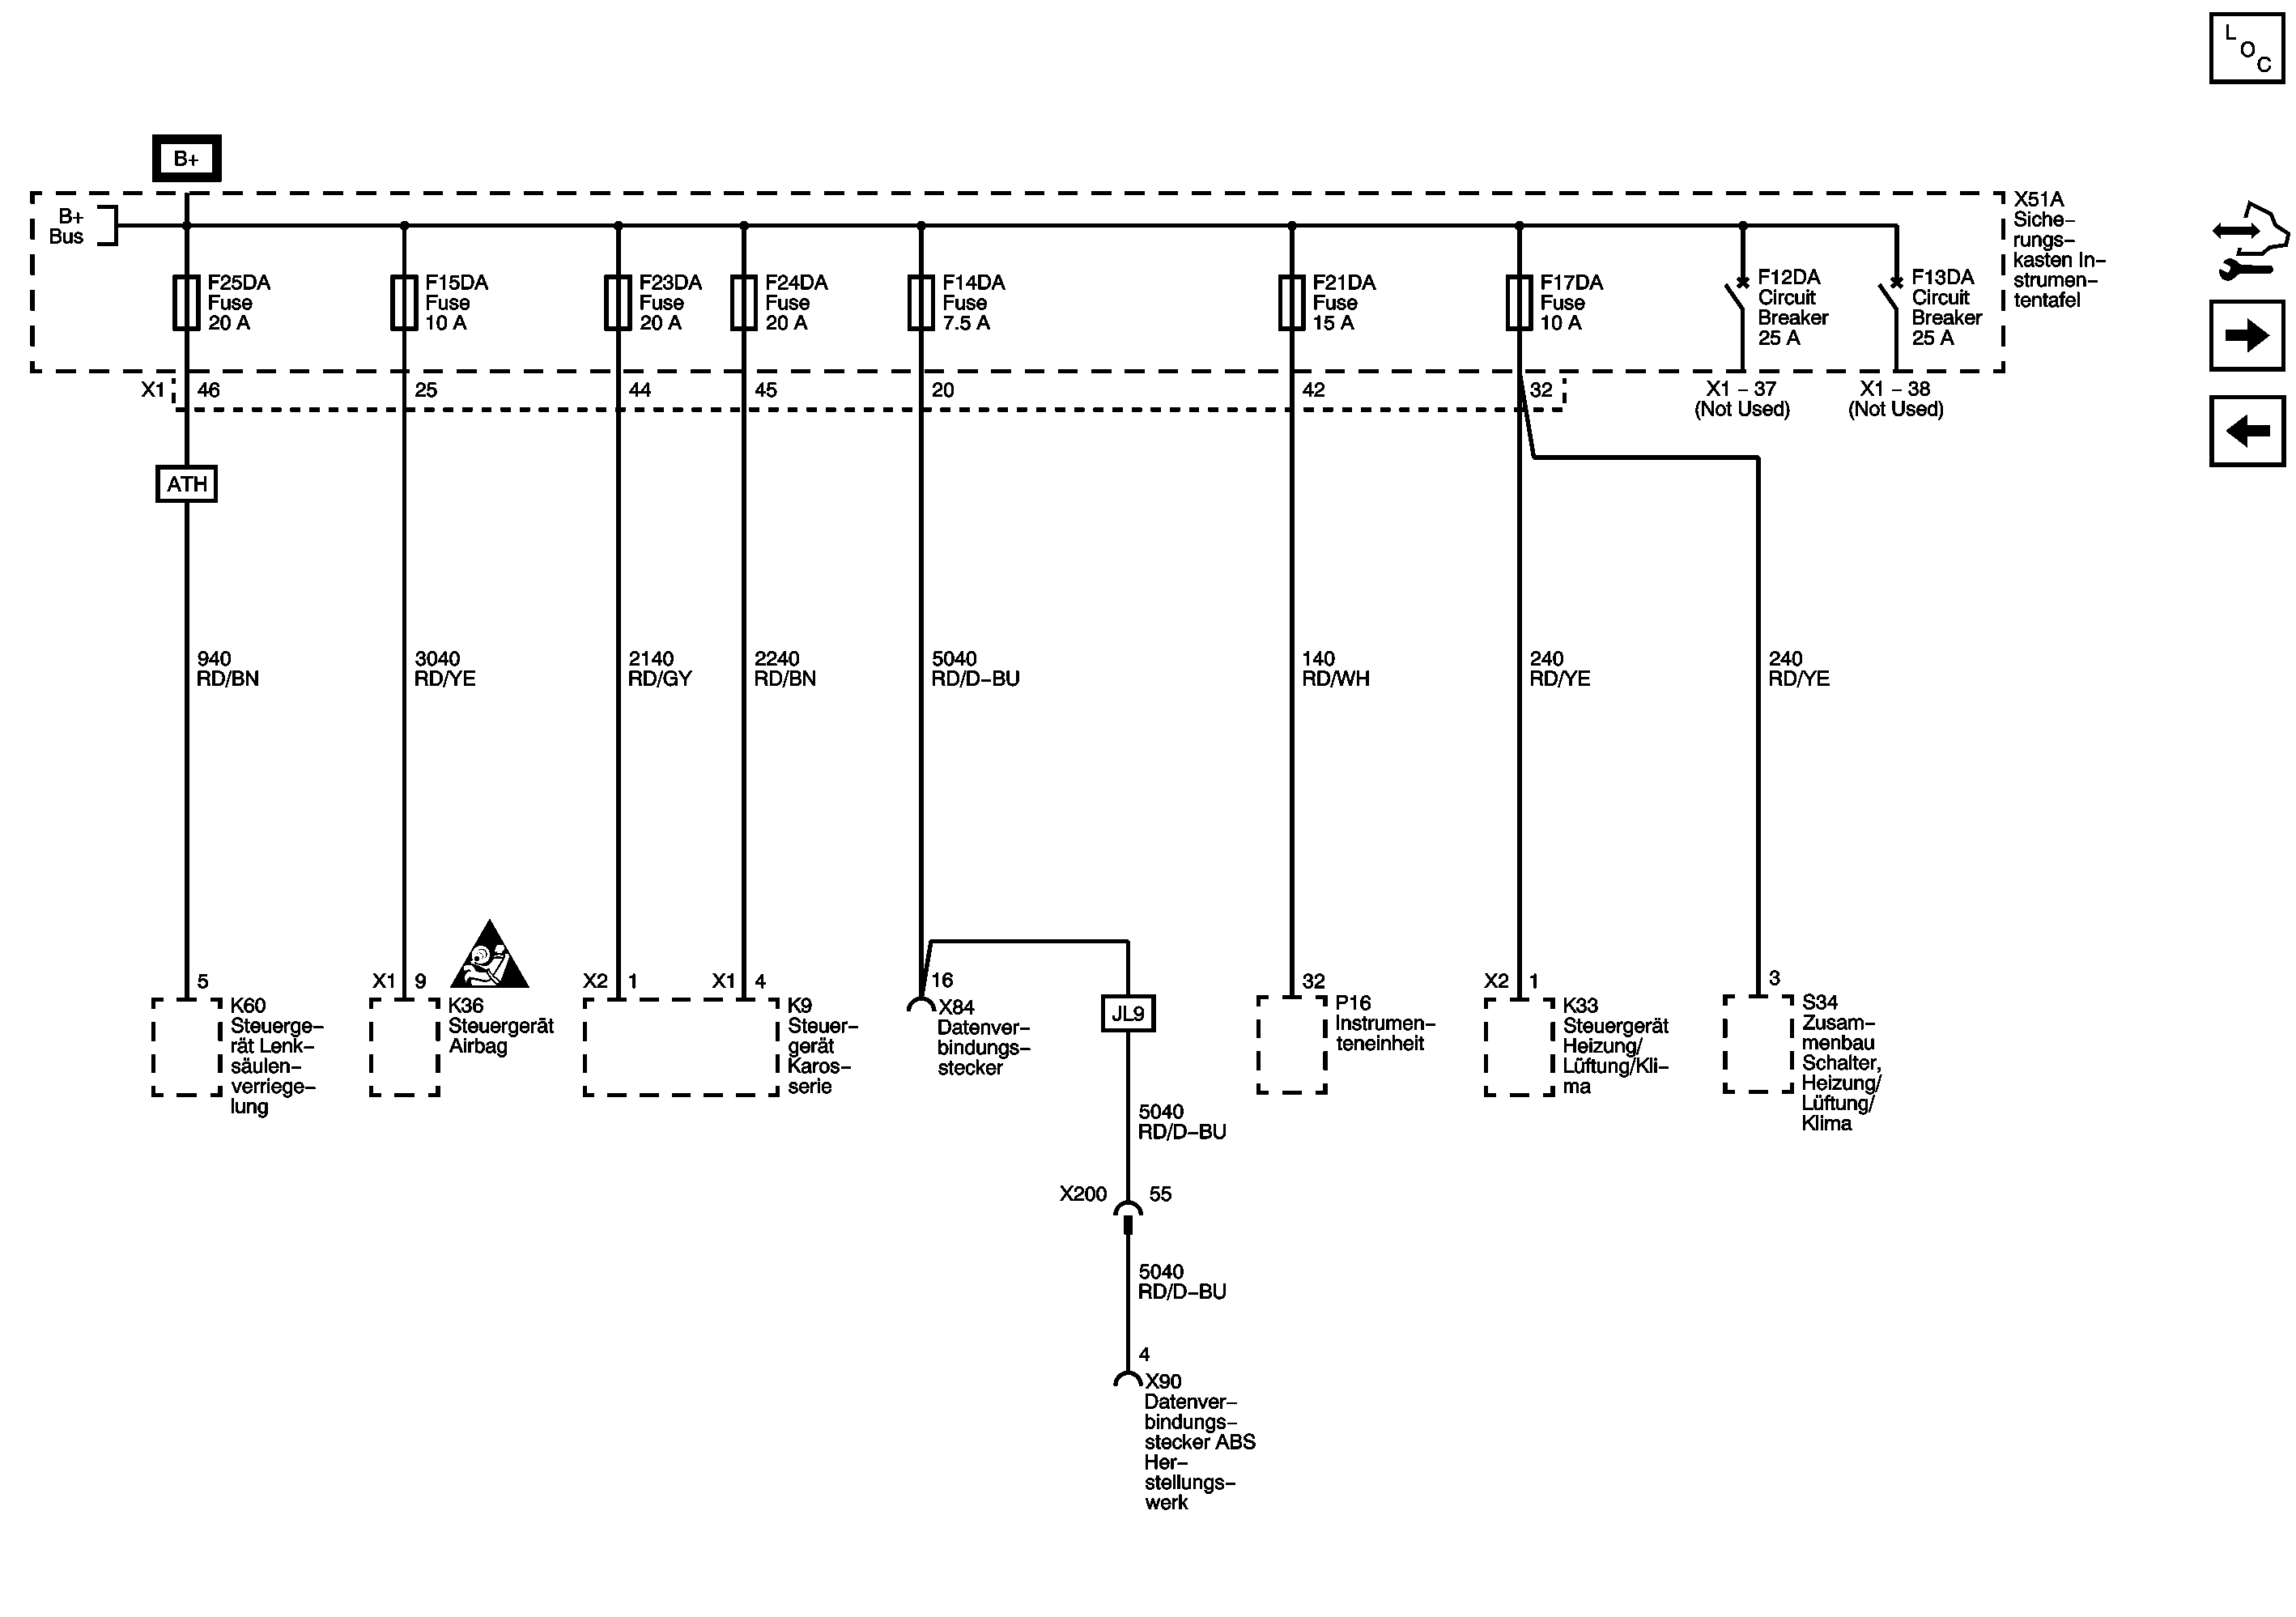 L
O
C
B+
B+
Bus
X51A
Siche–
rungs–
kasten In–
strumen–
tentafel
F25DA
Fuse
20 A
F15DA
Fuse
10 A
F23DA
Fuse
20 A
F24DA
Fuse
20 A
F14DA
Fuse
7.5 A
F21DA
Fuse
15 A
F17DA
Fuse
10 A
F12DA
Circuit
Breaker
25 A
F13DA
Circuit
Breaker
25 A
X1 46 25 44 45 20 42 32
X1 – 37
(Not Used)
X1 – 38
(Not Used)
ATH
940
RD/BN
3040
RD/YE
2140
RD/GY
2240
RD/BN
5040
RD/D–BU
140
RD/WH
240
RD/YE
240
RD/YE
5
K60
Steuerge–
rät Lenk–
säulen–
verriege–
lung
X1 9
K36
Steuergerät
Airbag
X2 1
X1 4
K9
Steuer–
gerät
Karos–
serie
16
X84
Datenver–
bindungs–
stecker
JL9
5040
RD/D–BU
X200 55
5040
RD/D–BU
4
X90
Datenver–
bindungs–
stecker ABS
Her–
stellungs–
werk
32
P16
Instrumen–
teneinheit
X2 1
K33
Steuergerät
Heizung/
Lüftung/Kli–
ma
3
S34
Zusam–
menbau
Schalter,
Heizung/
Lüftung/
Klima